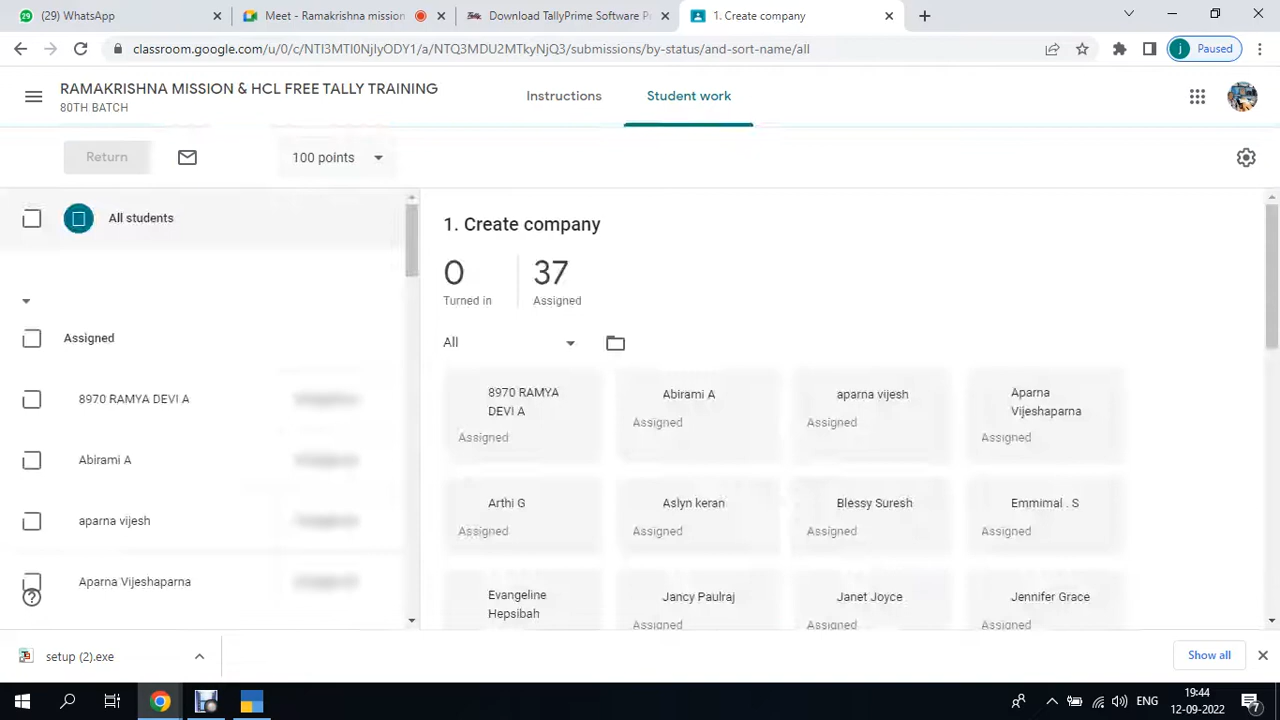 (29) WhatsApp
Meet - Ramakrishna mission
Download TallyPrime Software P
1. Create company
classroom.google.com/u/0/c/NTI3MTI0NjIyODY1/a/NTQ3MDU2MTkyNjQ3/submissions/by-status/and-sort-name/all
j
Paused
RAMAKRISHNA MISSION & HCL FREE TALLY TRAINING
80TH BATCH
Instructions
Student work
Return
100 points
All students
Assigned
8970 RAMYA DEVI A
Abirami A
aparna vijesh
Aparna Vijeshaparna
1. Create company
0
37
Turned in
Assigned
All
8970 RAMYA
DEVI A
Assigned
Abirami A
Assigned
aparna vijesh
Assigned
Aparna
Vijeshaparna
Assigned
Arthi G
Assigned
Aslyn keran
Assigned
Blessy Suresh
Assigned
Emmimal . S
Assigned
Evangeline
Hepsibah
Jancy Paulraj
Assigned
Janet Joyce
Assigned
Jennifer Grace
Assigned
setup (2).exe
Show all
ENG
19:44
12-09-2022
7